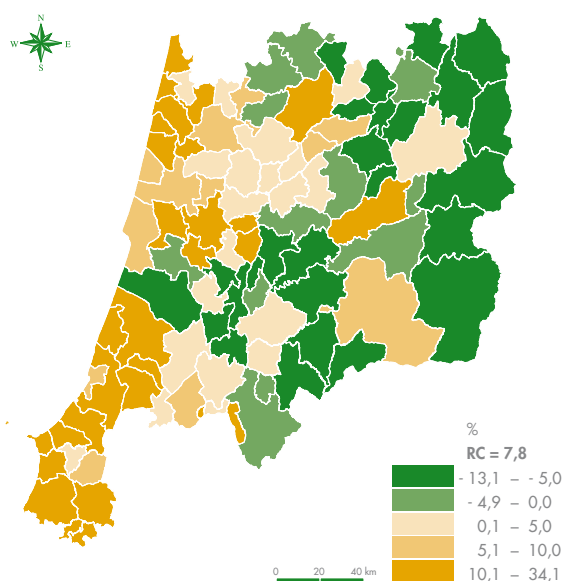 N
W E
S
%
RC = 7,8
- 13,1 – - 5,0
- 4,9 – 0,0
0,1 – 5,0
5,1 – 10,0
10,1 – 34,1
0 20 40 km